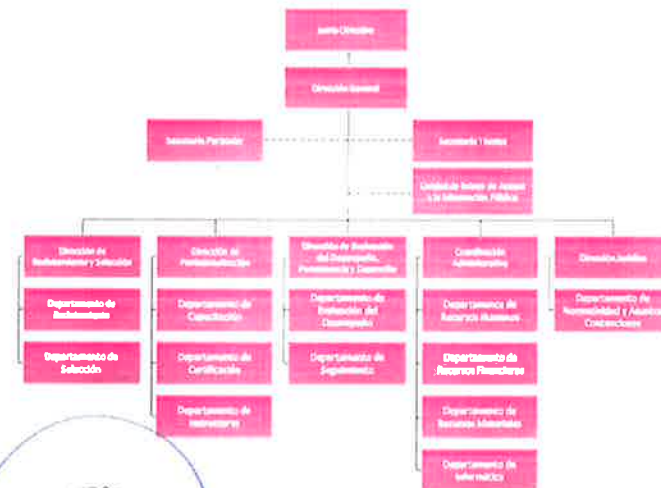 Junta Directiva
Dirección General
Secretaría Particular
Secretaría Técnica
Unidad de Enlace de Acceso
a la Información Pública
Dirección de
Reclutamiento y Selección
Dirección de
Profesionalización
Dirección de Evaluación
del Desempeño,
Permanencia y Desarrollo
Coordinación
Administrativa
Dirección Jurídica
Departamento de
Reclutamiento
Departamento de
Capacitación
Departamento de
Evaluación del
Desempeño
Departamento de
Recursos Humanos
Departamento de
Normatividad y Asuntos
Contenciosos
Departamento de
Selección
Departamento de
Certificación
Departamento de
Seguimiento
Departamento de
Recursos Financieros
Departamento de
Instructores
Departamento de
Recursos Materiales
Departamento de
Informática